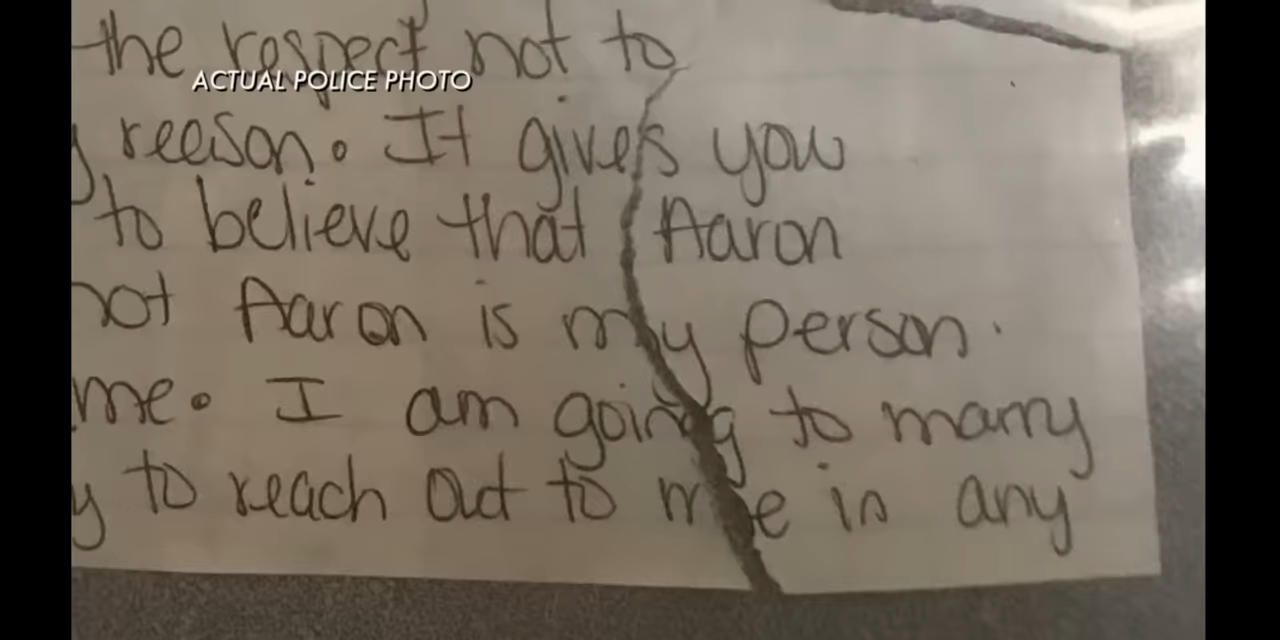 the respect not to
ACTUAL POLICE PHOTO
reeason. It gives you
to believe that Aaron
not Aaron is my person.
me. I am going to marry
y to reach out to me in any